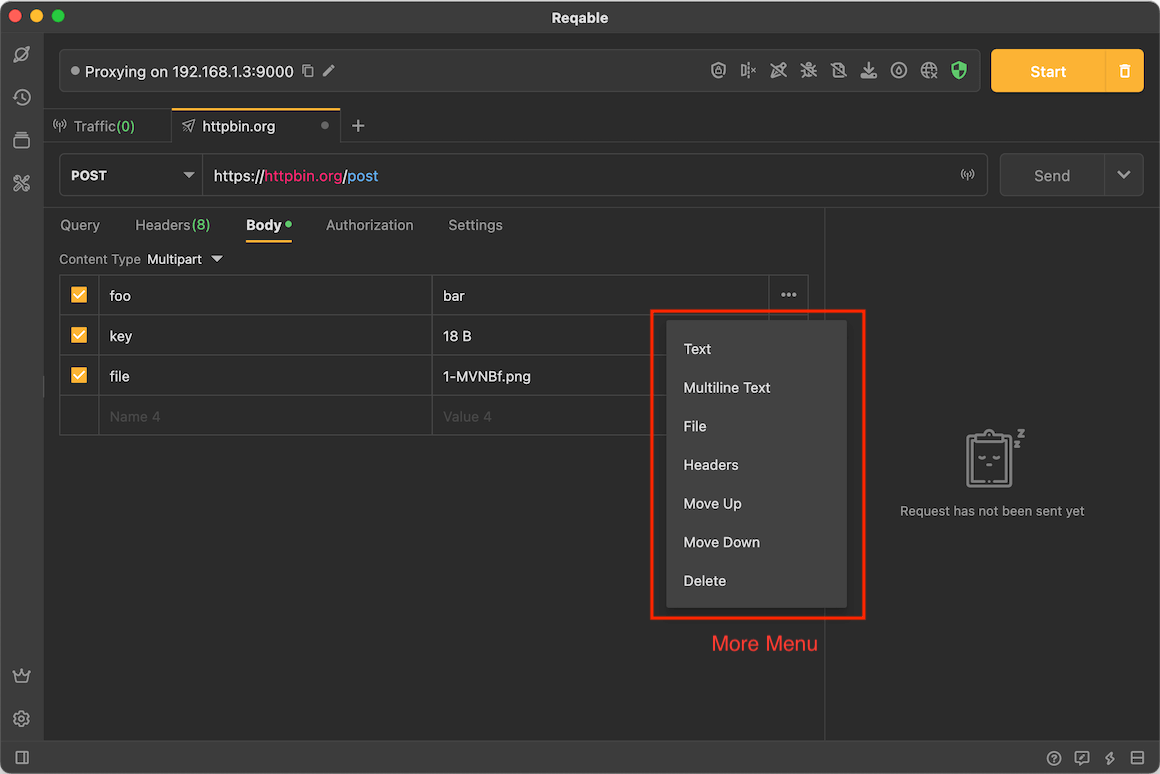 Reqable
Proxying on 192.168.1.3:9000
Start
Traffic(0)
httpbin.org
POST
https://httpbin.org/post
Send
Query Headers(8) Body Authorization Settings
Content Type Multipart
foo bar
key 18 B
file 1-MVNBf.png
Name 4 Value 4
Text
Multiline Text
File
Headers
Move Up
Move Down
Delete
More Menu
z
z
Request has not been sent yet